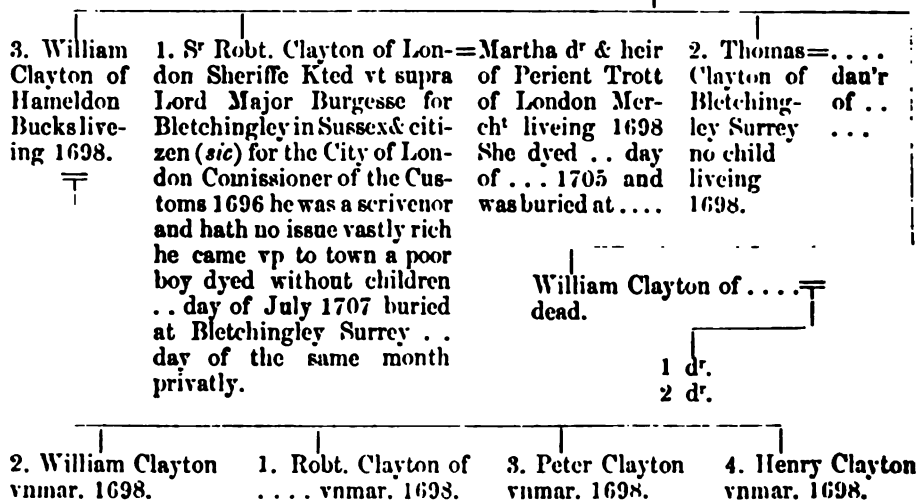 3. William
Clayton of
Hameldon
Bucks live-
ing 1698.
1. Sʳ Robt. Clayton of Lon-
don Sheriffe Kted vt supra
Lord Major Burgesse for
Bletchingley in Sussex & citi-
zen (sic) for the City of Lon-
don Comissioner of the Cus-
toms 1696 he was a scrivenor
and hath no issue vastly rich
he came vp to town a poor
boy dyed without children
. . day of July 1707 buried
at Bletchingley Surrey . .
day of the same month
privatly.
=Martha dʳ & heir
of Perient Trott
of London Mer-
chᵗ liveing 1698
She dyed . . day
of . . . 1705 and
was buried at . . . .
2. Thomas=
Clayton of
Bletching-
ley Surrey
no child
liveing
1698.
. . . .
dau'r
of . .
. . .
William Clayton of . . . .
dead.
1 dʳ.
2 dʳ.
2. William Clayton
vnmar. 1698.
1. Robt. Clayton of
. . . . vnmar. 1698.
3. Peter Clayton
vnmar. 1698.
4. Henry Clayton
vnmar. 1698.